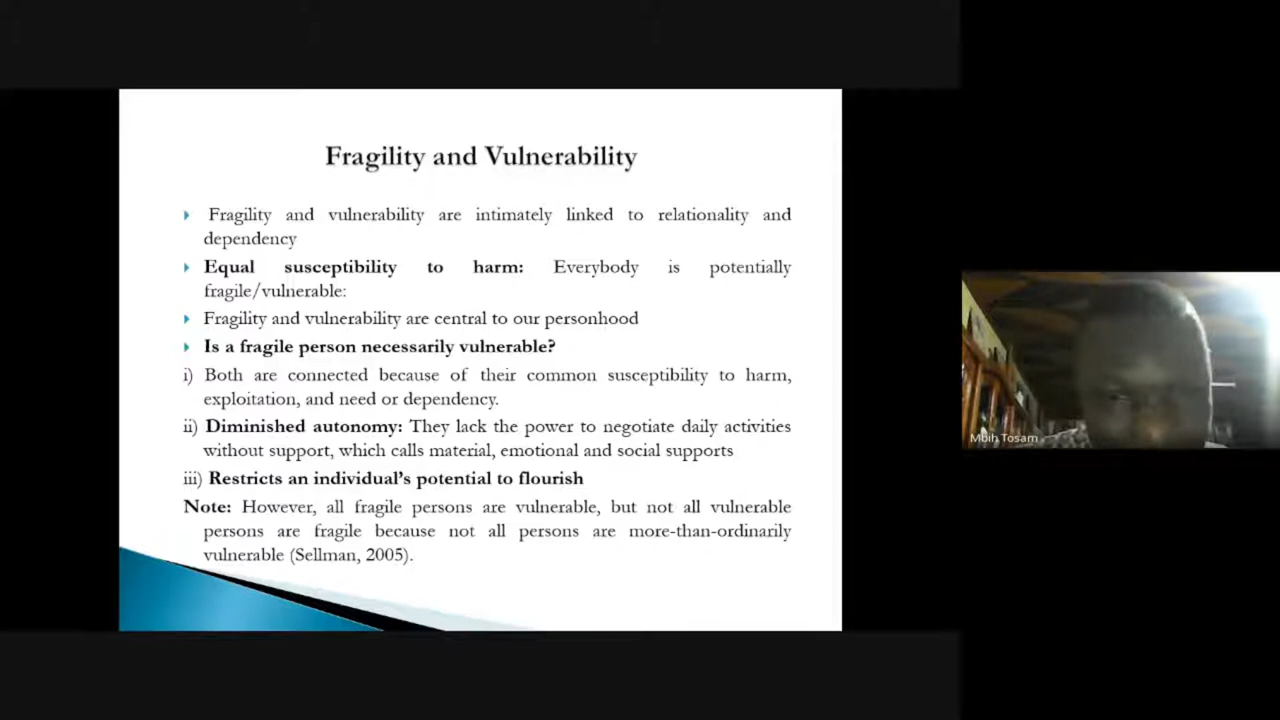 Fragility and Vulnerability
Fragility and vulnerability are intimately linked to relationality and
dependency
Equal susceptibility to harm: Everybody is potentially
fragile/vulnerable:
Fragility and vulnerability are central to our personhood
Is a fragile person necessarily vulnerable?
i) Both are connected because of their common susceptibility to harm,
exploitation, and need or dependency.
ii) Diminished autonomy: They lack the power to negotiate daily activities
without support, which calls material, emotional and social supports
iii) Restricts an individual's potential to flourish
Note: However, all fragile persons are vulnerable, but not all vulnerable
persons are fragile because not all persons are more-than-ordinarily
vulnerable (Sellman, 2005).
Mbih Tosam